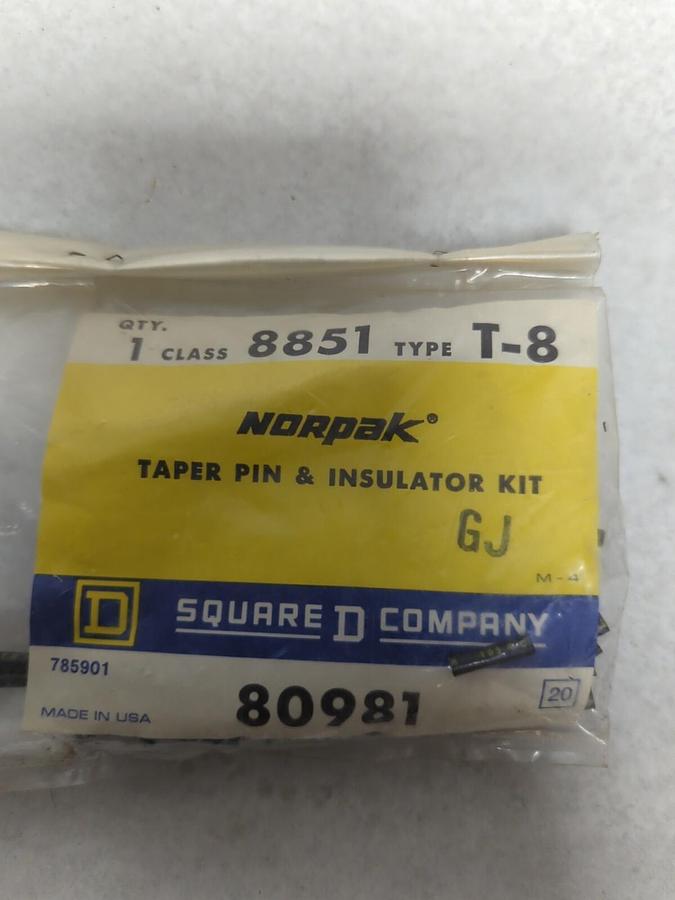 QTY.
1 CLASS 8851 TYPE T-8
NORpaK®
TAPER PIN & INSULATOR KIT
GJ
M-4
D SQUARE D COMPANY
785901
80981
20
MADE IN USA